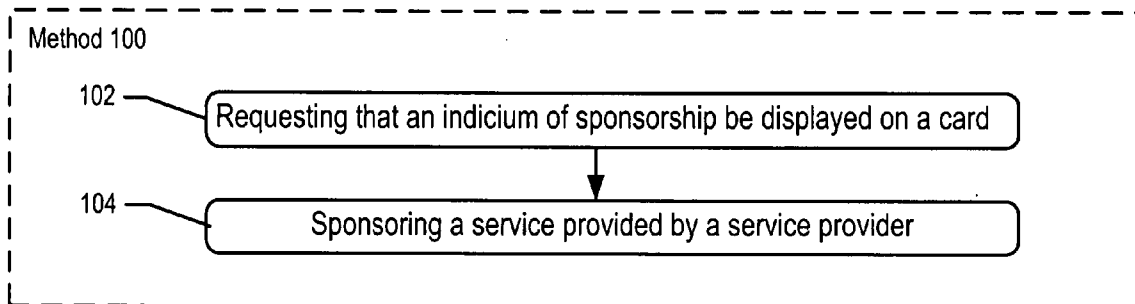 Method 100
102
Requesting that an indicium of sponsorship be displayed on a card
104
Sponsoring a service provided by a service provider